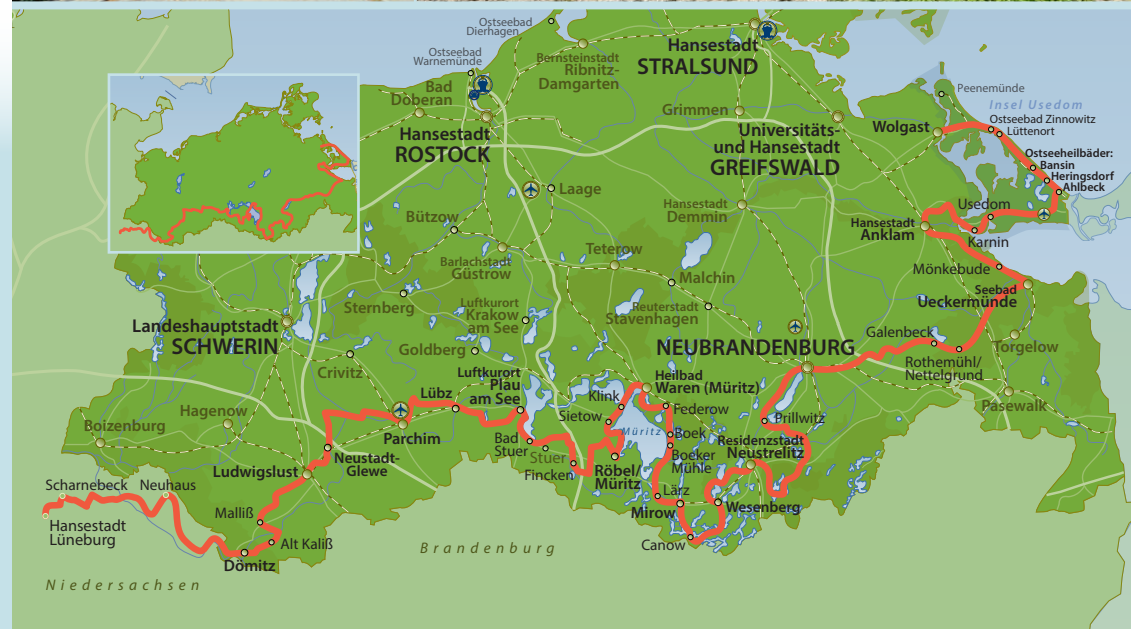 Ostseebad
Dierhagen
Hansestadt
STRALSUND
Ostseebad
Warnemünde
Bernsteinstadt
Ribnitz-
Damgarten
Bad
Doberan
Grimmen
Peenemünde
Insel Usedom
Ostseebad Zinnowitz
Lüttenort
Wolgast
Hansestadt
ROSTOCK
Universitäts-
und Hansestadt
GREIFSWALD
Ostseeheilbäder:
Bansin
Heringsdorf
Ahlbeck
Laage
Bützow
Hansestadt
Demmin
Usedom
Hansestadt
Anklam
Karnin
Barlachstadt
Güstrow
Teterow
Malchin
Mönkebude
Seebad
Ueckermünde
Sternberg
Luftkurort
Krakow
am See
Reuterstadt
Stavenhagen
Landeshauptstadt
SCHWERIN
Goldberg
NEUBRANDENBURG
Galenbeck
Torgelow
Rothemühl/
Nettelgrund
Crivitz
Luftkurort
Plau
am See
Lübz
Klink
Heilbad
Waren (Müritz)
Pasewalk
Hagenow
Boizenburg
Sietow
Federow
Prillwitz
Parchim
Müritz
Boek
Boeker
Mühle
Residenzstadt
Neustrelitz
Bad
Stuer
Stuer
Fincken
Röbel/
Müritz
Ludwigslust
Neustadt-
Glewe
Scharnebeck
Neuhaus
Lärz
Mirow
Wesenberg
Hansestadt
Lüneburg
Malliß
Alt Kaliß
Canow
Dömitz
Brandenburg
Niedersachsen